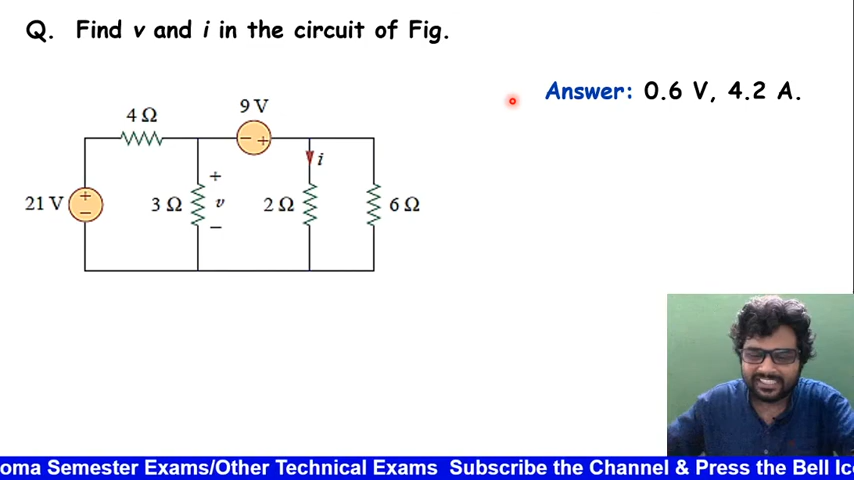 Q. Find v and i in the circuit of Fig.
Answer: 0.6 V, 4.2 A.
4 Ω
9 V
− +
i
+
21 V
+
−
3 Ω
v
2 Ω
6 Ω
−
oma Semester Exams/Other Technical Exams Subscribe the Channel & Press the Bell Ic